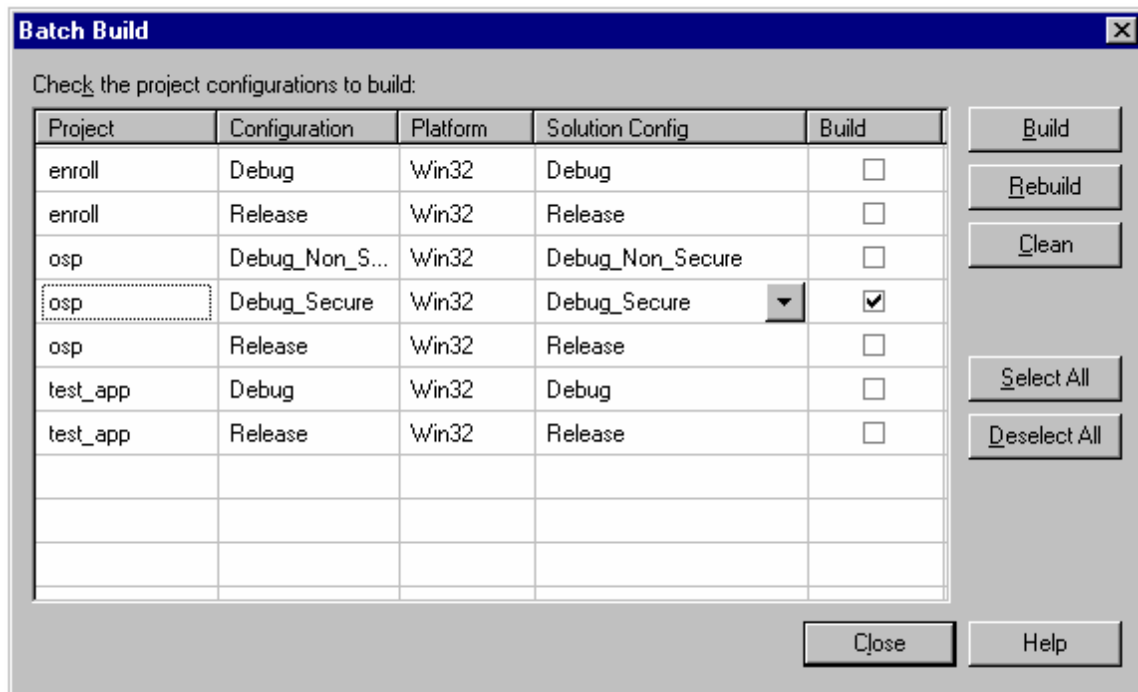 Batch Build
Check the project configurations to build:
Project Configuration Platform Solution Config Build
enroll Debug Win32 Debug
enroll Release Win32 Release
osp Debug_Non_S... Win32 Debug_Non_Secure
osp Debug_Secure Win32 Debug_Secure
osp Release Win32 Release
test_app Debug Win32 Debug
test_app Release Win32 Release
Build
Rebuild
Clean
Select All
Deselect All
Close Help